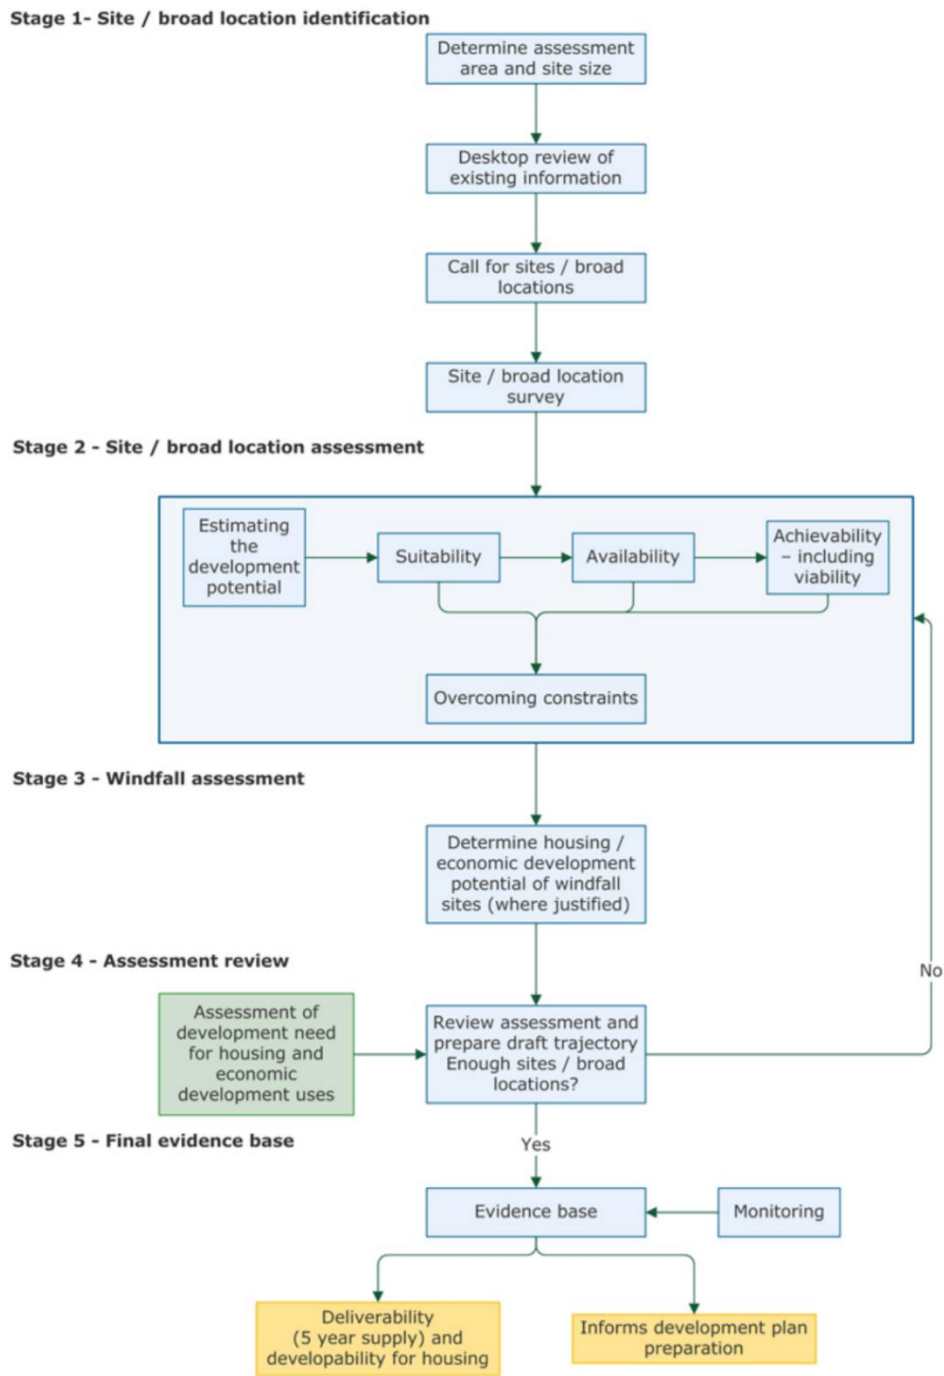 Stage 1- Site / broad location identification
Determine assessment
area and site size
Desktop review of
existing information
Call for sites / broad
locations
Site / broad location
survey
Stage 2 - Site / broad location assessment
Estimating
the
development
potential
Suitability
Availability
Achievability
– including
viability
Overcoming constraints
Stage 3 - Windfall assessment
Determine housing /
economic development
potential of windfall
sites (where justified)
Stage 4 - Assessment review
No
Assessment of
development need
for housing and
economic
development uses
Review assessment and
prepare draft trajectory
Enough sites / broad
locations?
Stage 5 - Final evidence base
Yes
Evidence base
Monitoring
Deliverability
(5 year supply) and
developability for housing
Informs development plan
preparation